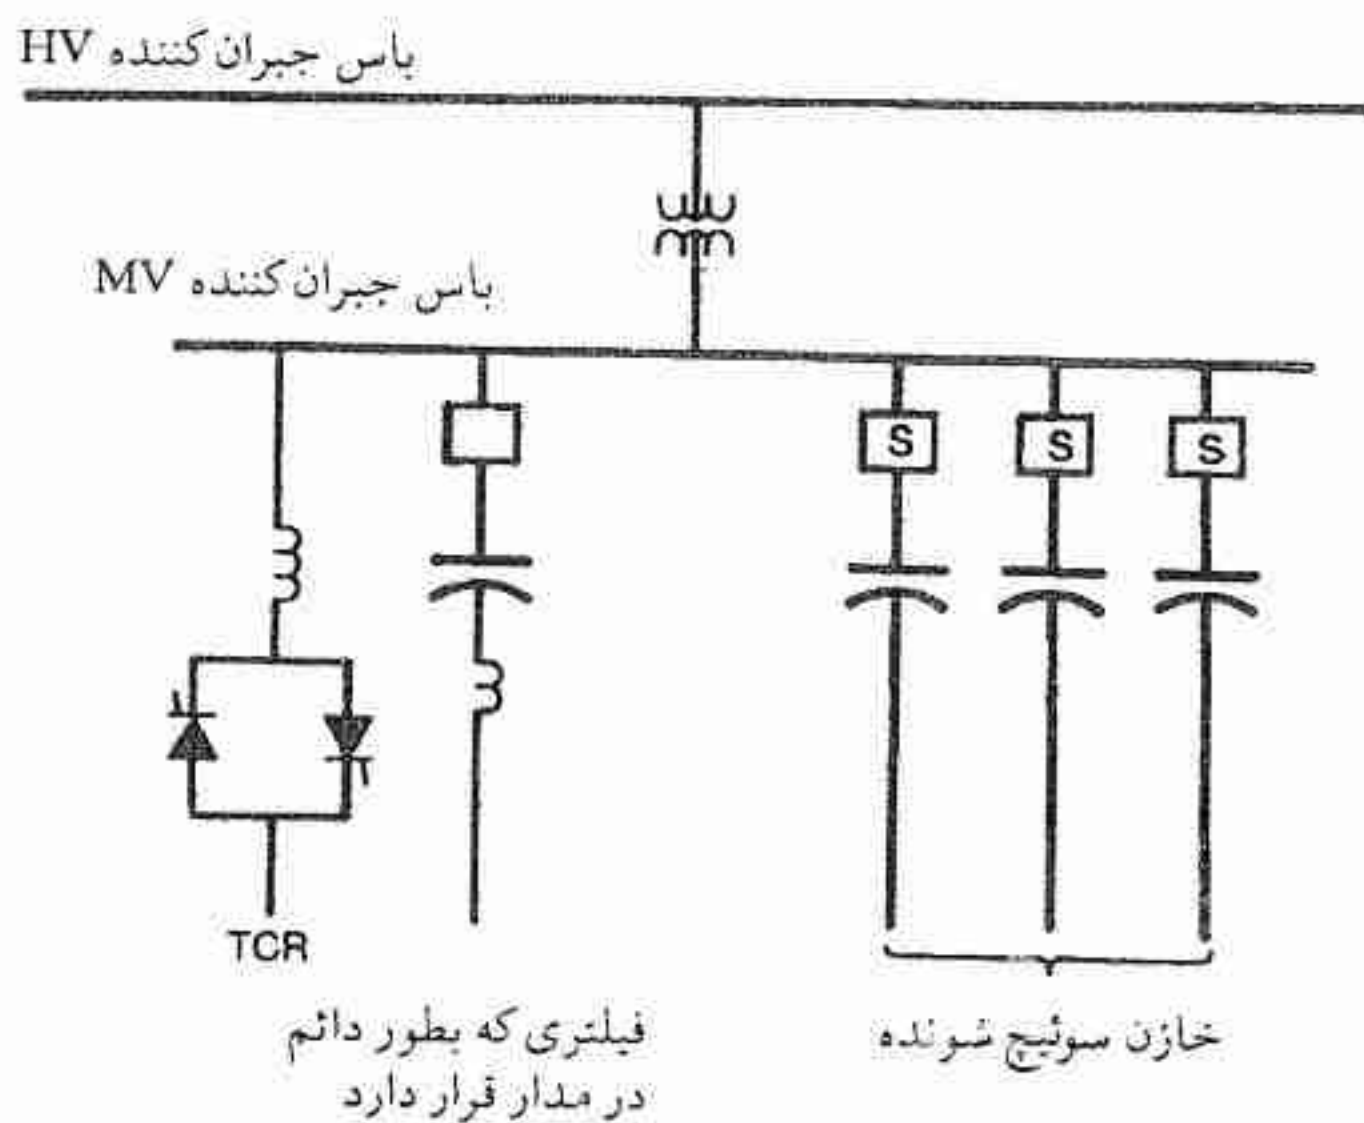 باس جبران کننده HV
باس جبران کننده MV
S S S
TCR
فیلتری که بطور دائم
در مدار قرار دارد
خازن سوئیچ شونده